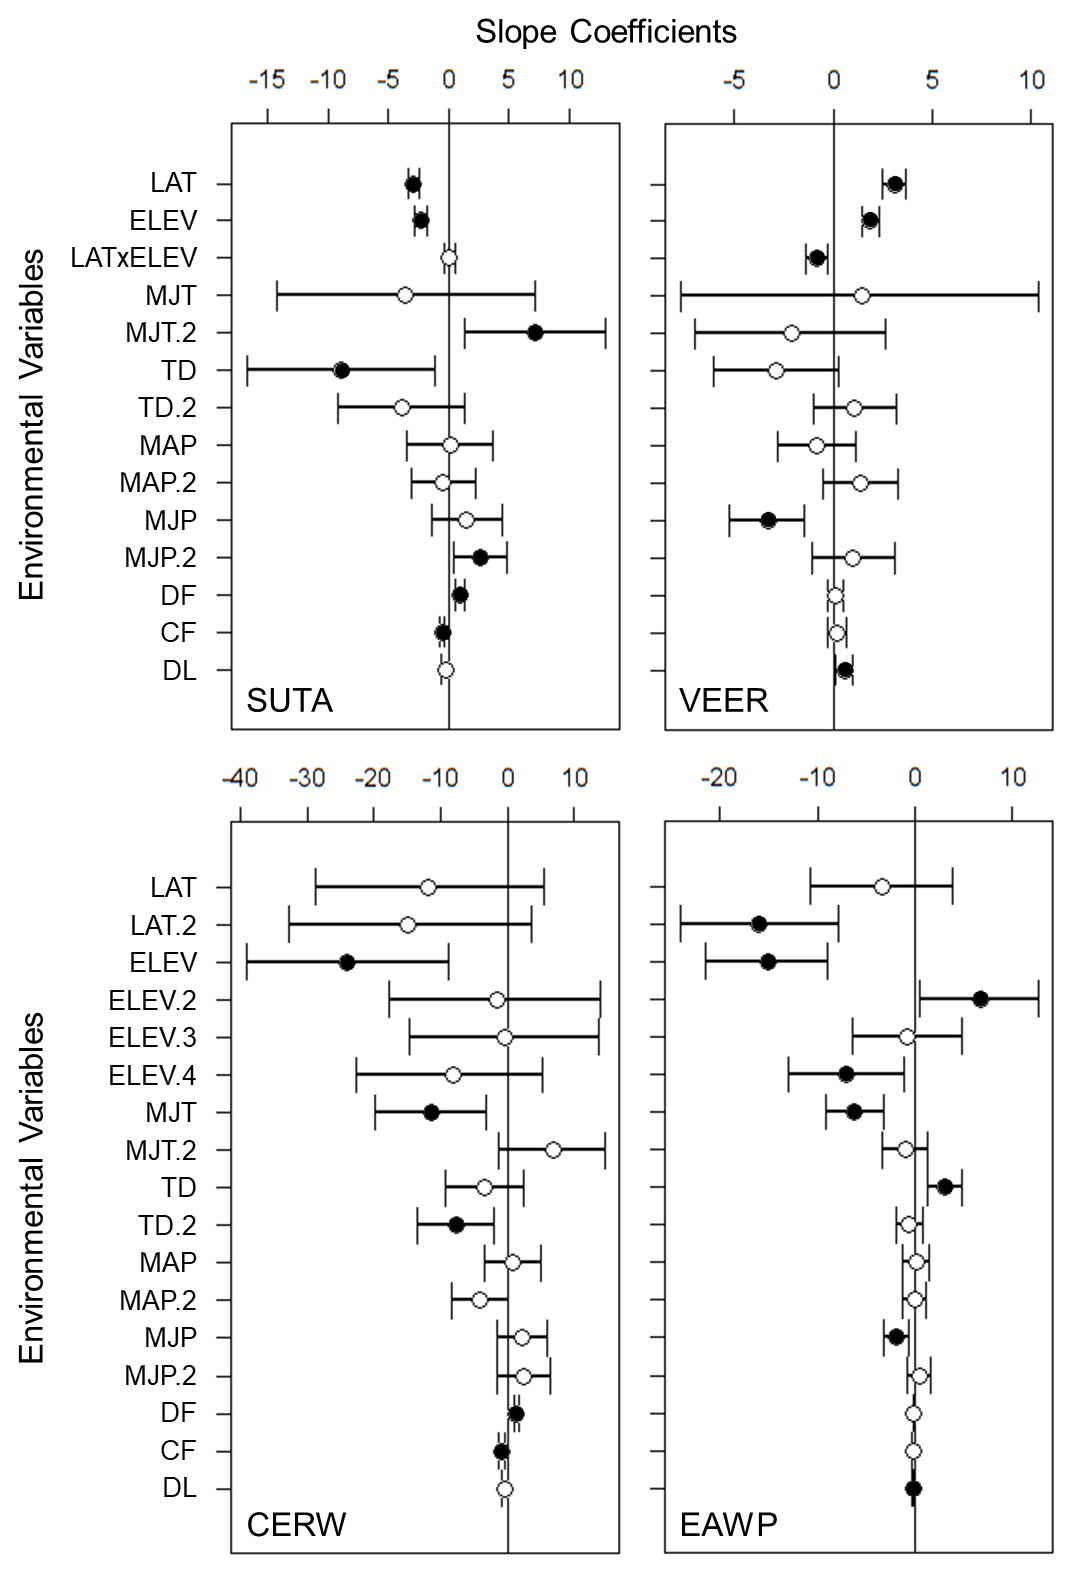 Slope Coefficients
-15 -10 -5 0 5 10
-5 0 5 10
Environmental Variables
LAT
ELEV
LATxELEV
MJT
MJT.2
TD
TD.2
MAP
MAP.2
MJP
MJP.2
DF
CF
DL
SUTA
VEER
-40 -30 -20 -10 0 10
-20 -10 0 10
Environmental Variables
LAT
LAT.2
ELEV
ELEV.2
ELEV.3
ELEV.4
MJT
MJT.2
TD
TD.2
MAP
MAP.2
MJP
MJP.2
DF
CF
DL
CERW
EAWP